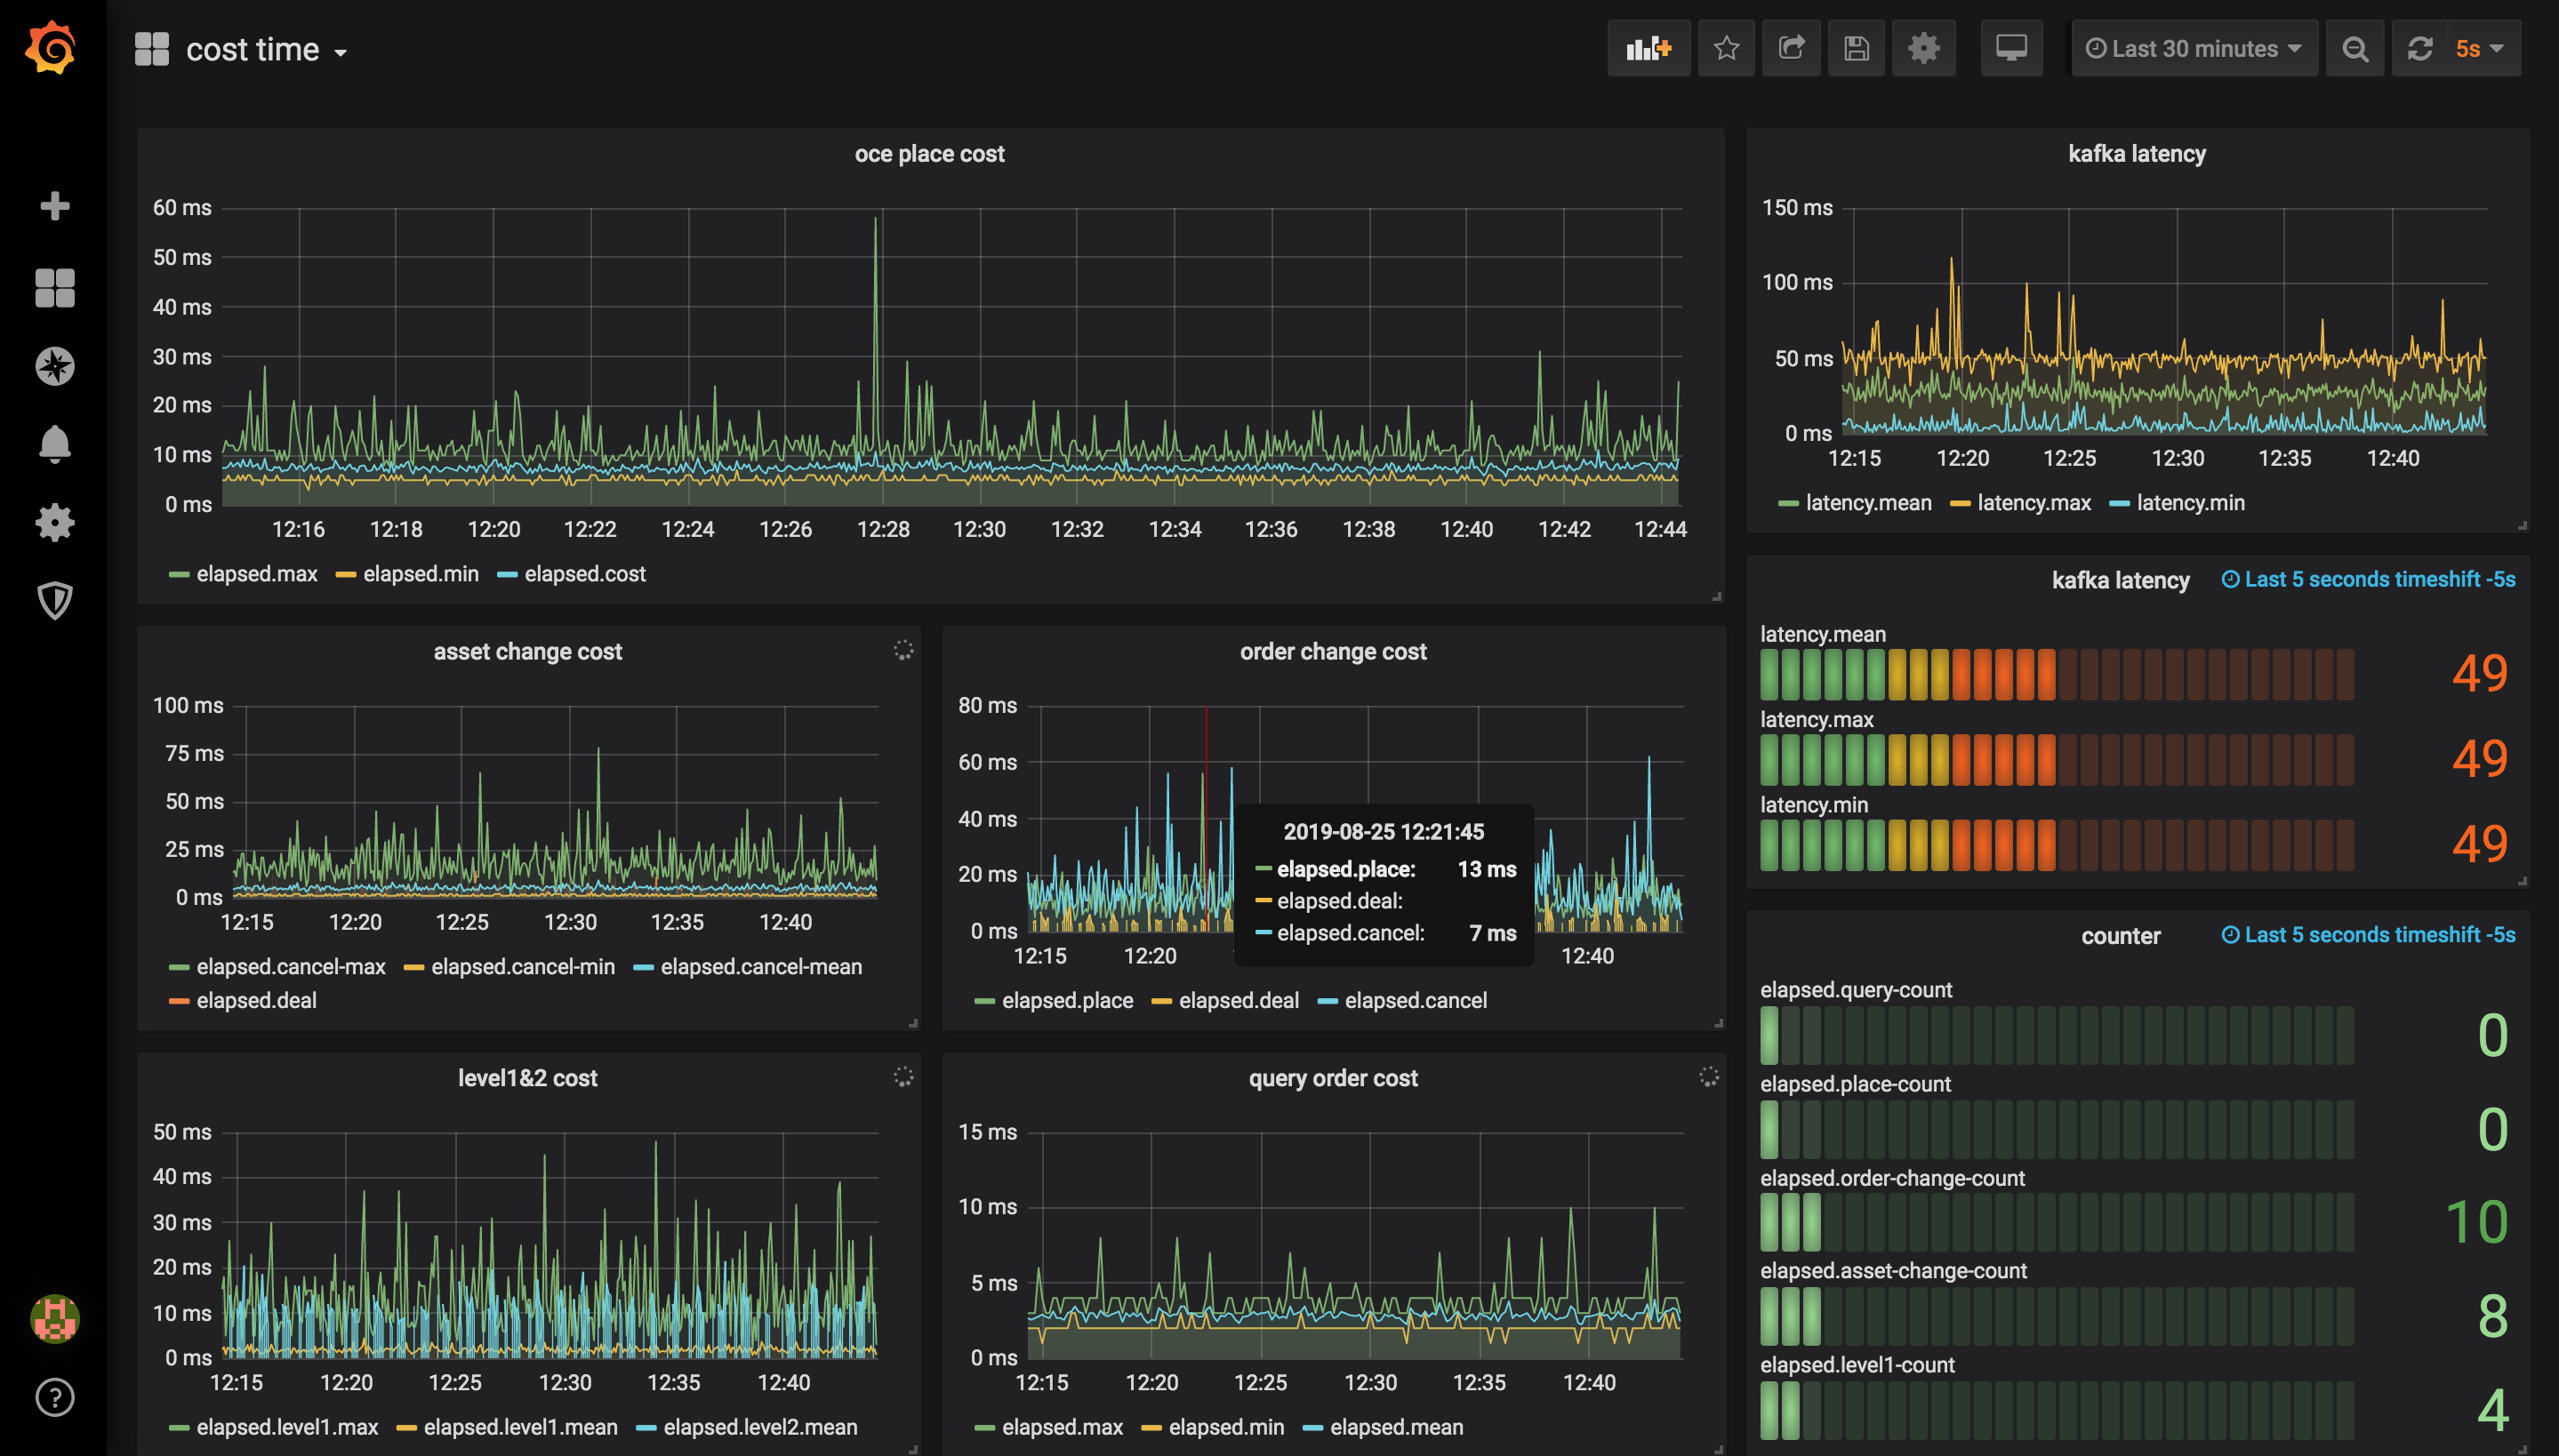 cost time
Last 30 minutes
5s
oce place cost
60 ms
50 ms
40 ms
30 ms
20 ms
10 ms
0 ms
12:16 12:18 12:20 12:22 12:24 12:26 12:28 12:30 12:32 12:34 12:36 12:38 12:40 12:42 12:44
elapsed.max elapsed.min elapsed.cost
kafka latency
150 ms
100 ms
50 ms
0 ms
12:15 12:20 12:25 12:30 12:35 12:40
latency.mean latency.max latency.min
kafka latency Last 5 seconds timeshift -5s
latency.mean
49
latency.max
49
latency.min
49
asset change cost
100 ms
75 ms
50 ms
25 ms
0 ms
12:15 12:20 12:25 12:30 12:35 12:40
elapsed.cancel-max elapsed.cancel-min elapsed.cancel-mean
elapsed.deal
order change cost
80 ms
60 ms
40 ms
20 ms
0 ms
12:15 12:20 12:40
2019-08-25 12:21:45
elapsed.place: 13 ms
elapsed.deal:
elapsed.cancel: 7 ms
elapsed.place elapsed.deal elapsed.cancel
counter Last 5 seconds timeshift -5s
elapsed.query-count
0
elapsed.place-count
0
elapsed.order-change-count
10
elapsed.asset-change-count
8
elapsed.level1-count
4
level1&2 cost
50 ms
40 ms
30 ms
20 ms
10 ms
0 ms
12:15 12:20 12:25 12:30 12:35 12:40
elapsed.level1.max elapsed.level1.mean elapsed.level2.mean
query order cost
15 ms
10 ms
5 ms
0 ms
12:15 12:20 12:25 12:30 12:35 12:40
elapsed.max elapsed.min elapsed.mean